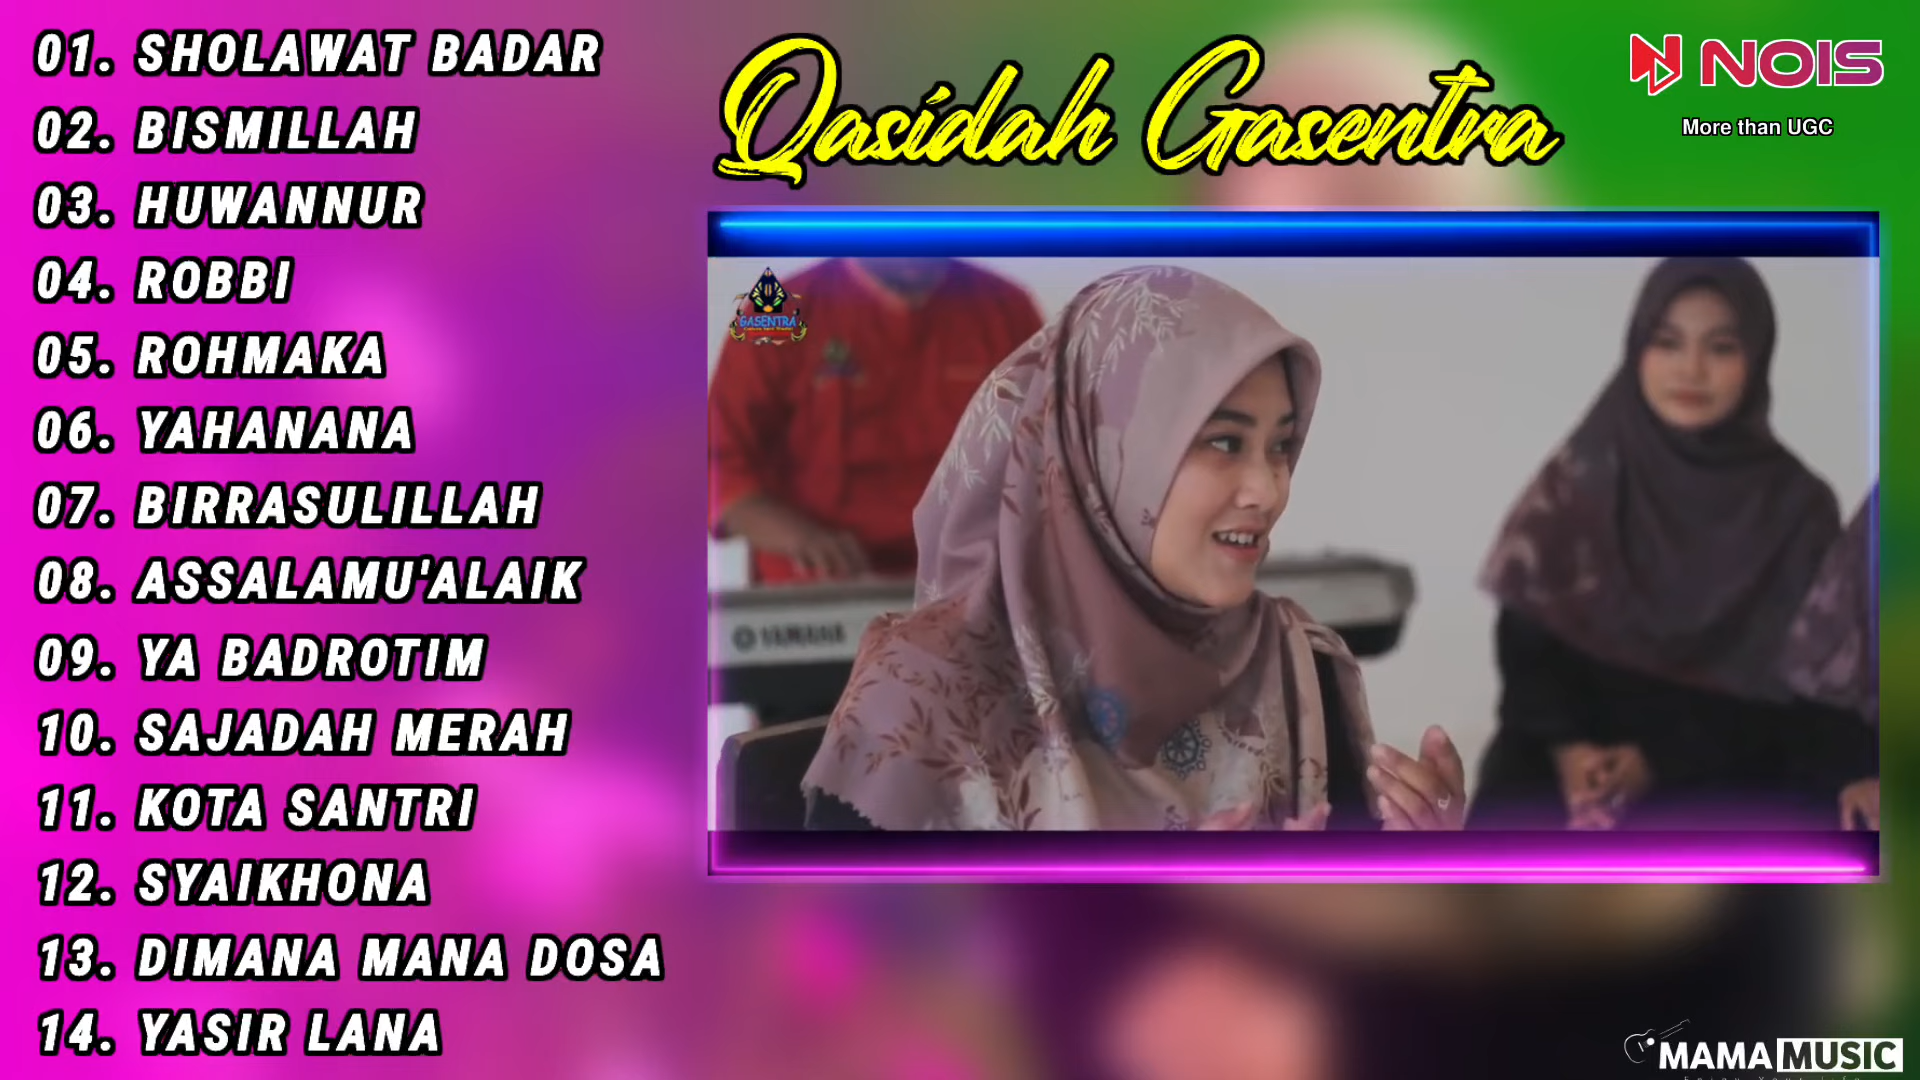 01. SHOLAWAT BADAR
02. BISMILLAH
03. HUWANNUR
04. ROBBI
05. ROHMAKA
06. YAHANANA
07. BIRRASULILLAH
08. ASSALAMU'ALAIK
09. YA BADROTIM
10. SAJADAH MERAH
11. KOTA SANTRI
12. SYAIKHONA
13. DIMANA MANA DOSA
14. YASIR LANA
Qasidah Gasentra
NOIS
More than UGC
GASENTRA
YAMAHA
MAMA MUSIC